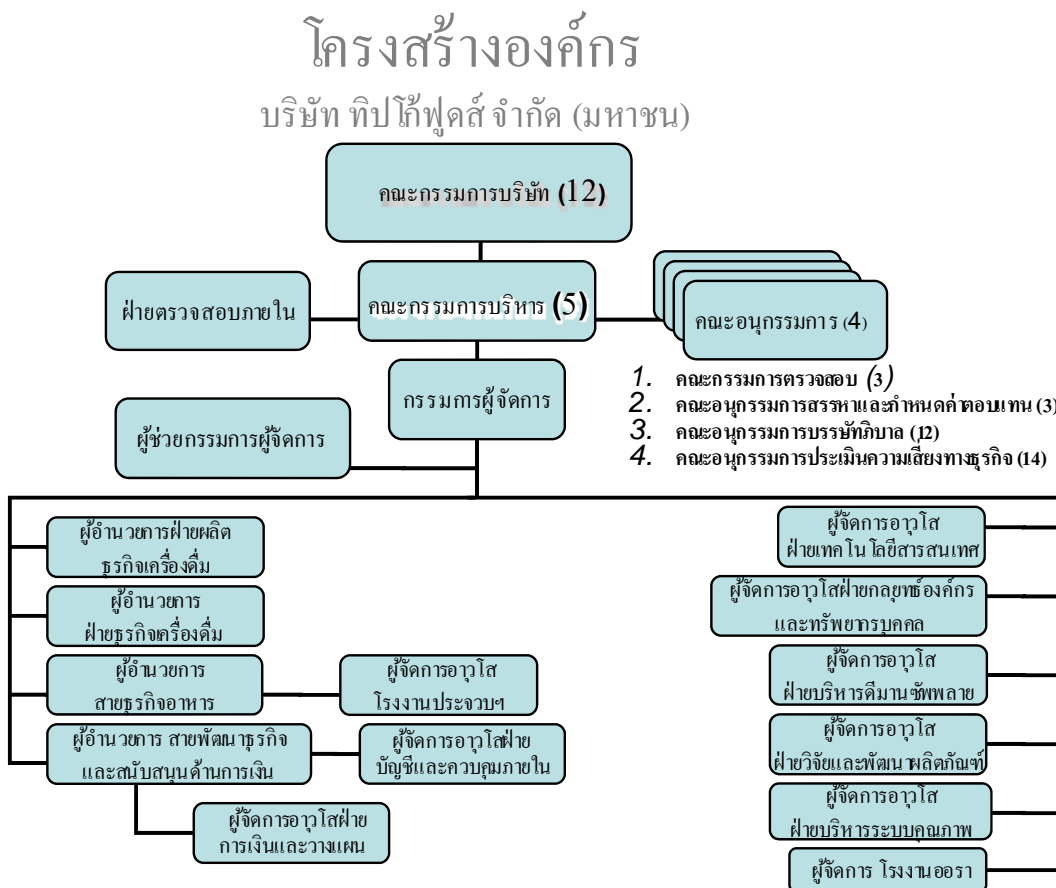 โครงสร้างองค์กร
บริษัท ทิปโก้ฟูดส์ จำกัด (มหาชน)
คณะกรรมการบริษัท (12)
ฝ่ายตรวจสอบภายใน
คณะกรรมการบริหาร (5)
คณะอนุกรรมการ (4)
กรรมการผู้จัดการ
1. คณะกรรมการตรวจสอบ (3)
2. คณะอนุกรรมการสรรหาและกำหนดค่าตอบแทน (3)
3. คณะอนุกรรมการบรรษัทภิบาล (12)
4. คณะอนุกรรมการประเมินความเสี่ยงทางธุรกิจ (14)
ผู้ช่วยกรรมการผู้จัดการ
ผู้อำนวยการฝ่ายผลิต
ธุรกิจเครื่องดื่ม
ผู้อำนวยการ
ฝ่ายธุรกิจเครื่องดื่ม
ผู้อำนวยการ
สายธุรกิจอาหาร
ผู้จัดการอาวุโส
โรงงานประจวบฯ
ผู้อำนวยการ สายพัฒนาธุรกิจ
และสนับสนุนด้านการเงิน
ผู้จัดการอาวุโสฝ่าย
บัญชีและควบคุมภายใน
ผู้จัดการอาวุโสฝ่าย
การเงินและวางแผน
ผู้จัดการอาวุโส
ฝ่ายเทคโนโลยีสารสนเทศ
ผู้จัดการอาวุโสฝ่ายกลยุทธ์องค์กร
และทรัพยากรบุคคล
ผู้จัดการอาวุโส
ฝ่ายบริหารดีมานซัพพลาย
ผู้จัดการอาวุโส
ฝ่ายวิจัยและพัฒนาผลิตภัณฑ์
ผู้จัดการอาวุโส
ฝ่ายบริหารระบบคุณภาพ
ผู้จัดการ โรงงานออรา